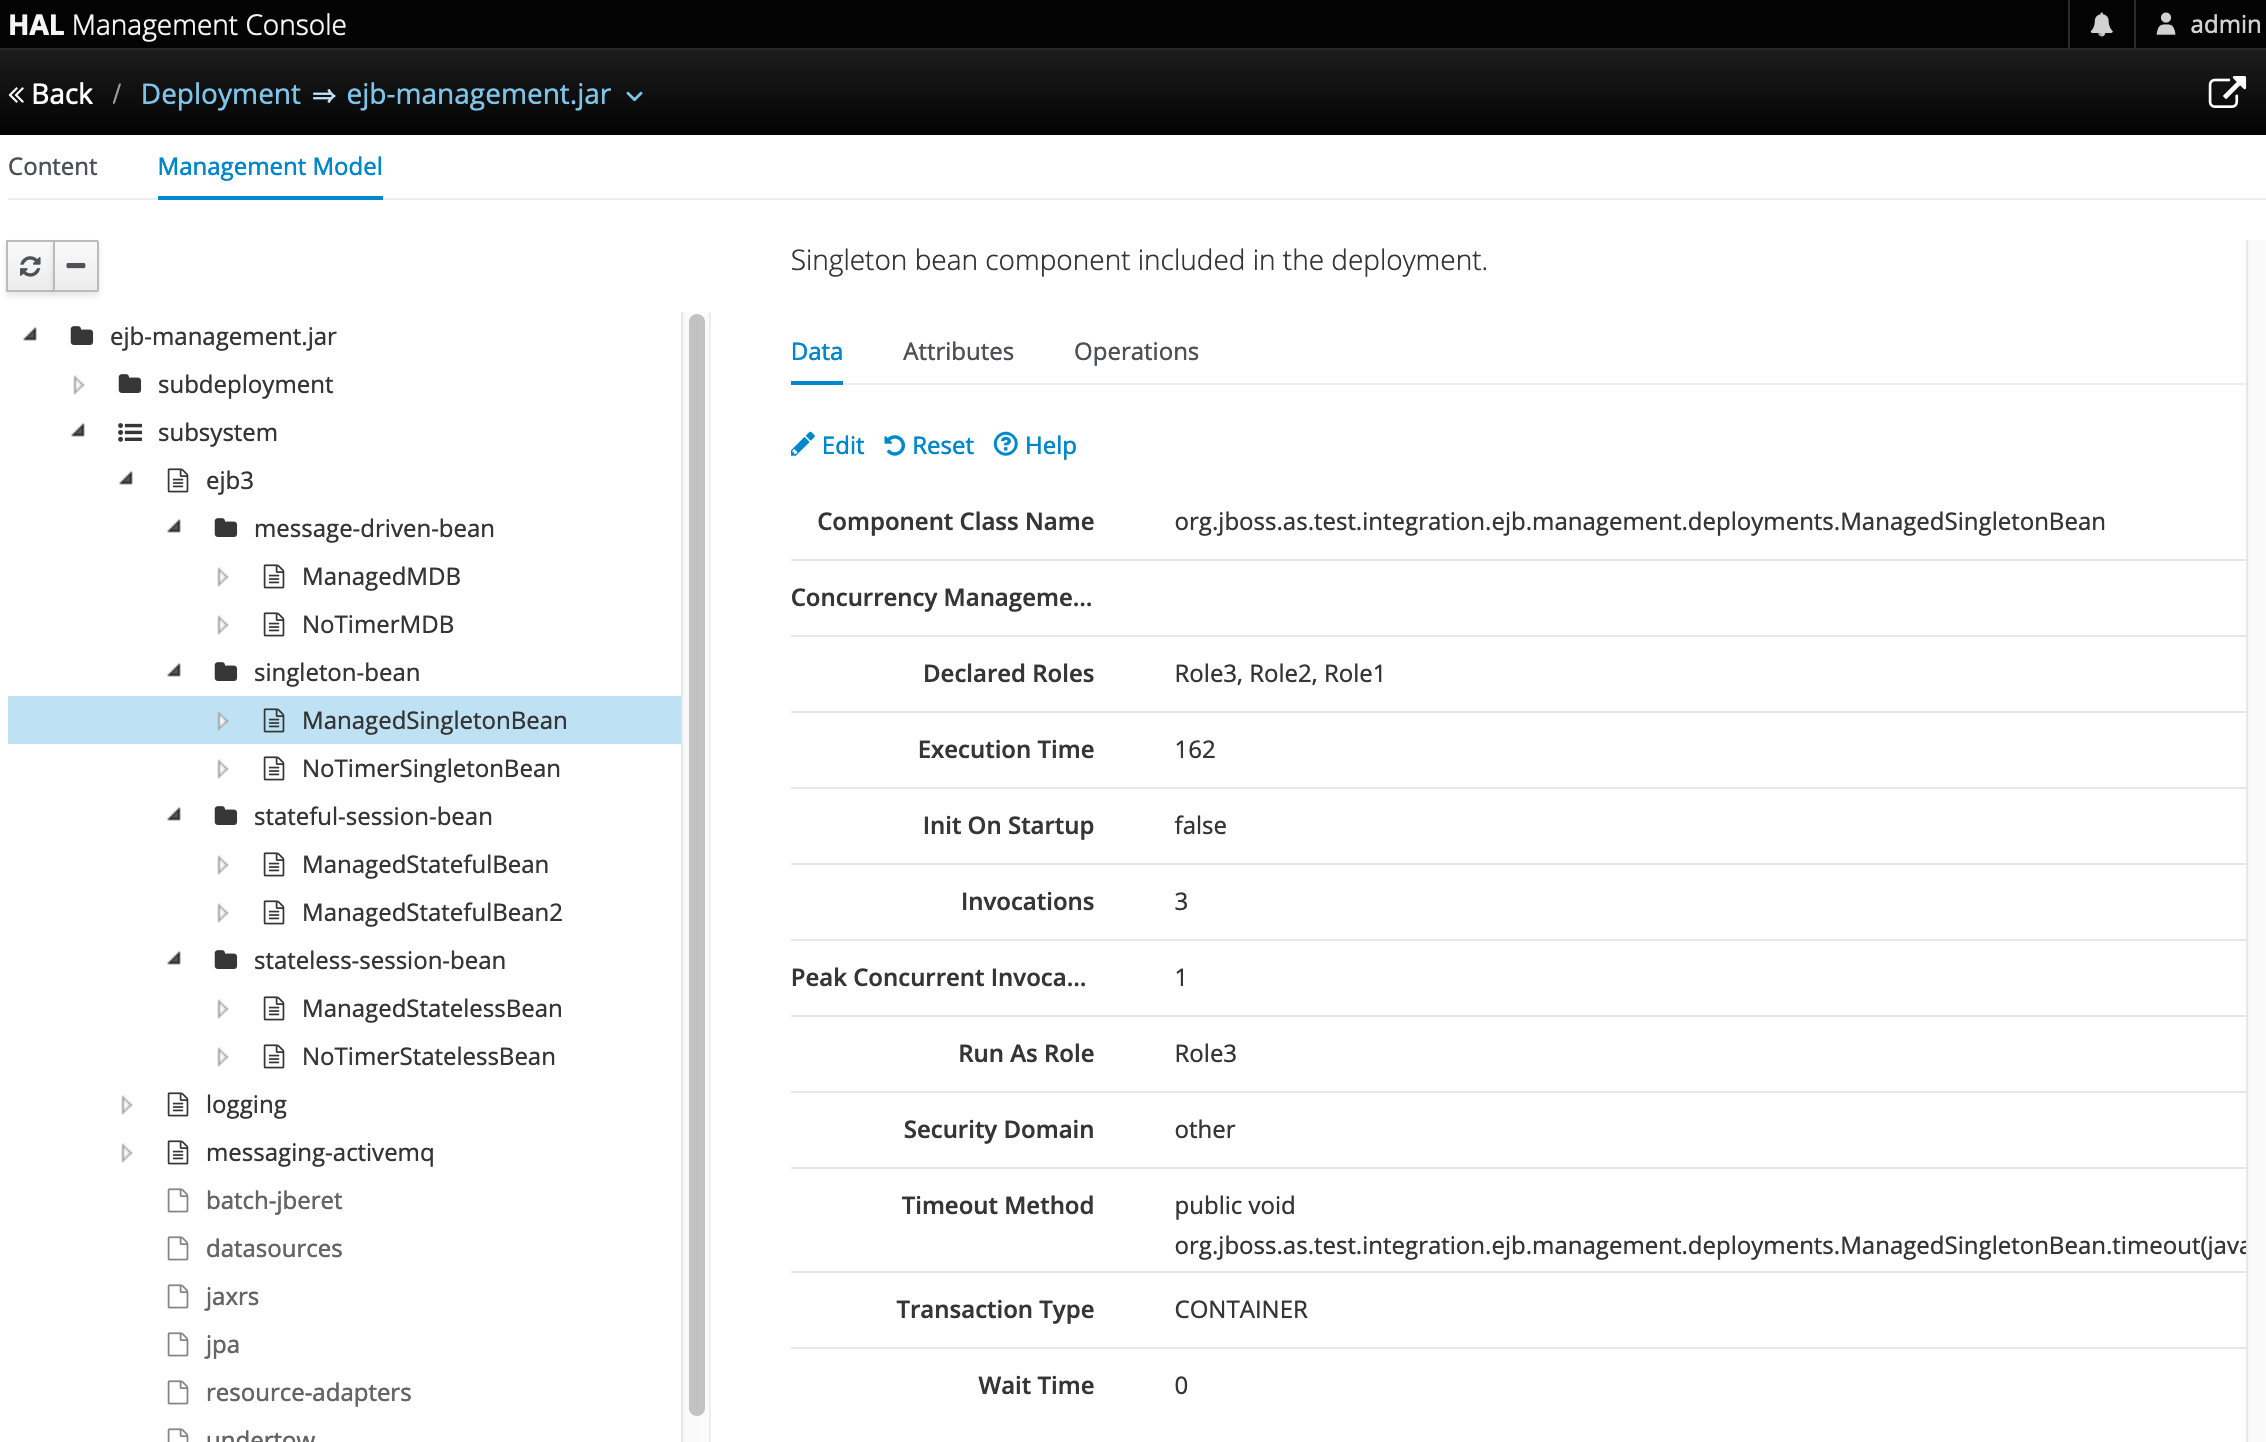 HAL Management Console
admin
« Back / Deployment ⇒ ejb-management.jar
Content
Management Model
Singleton bean component included in the deployment.
ejb-management.jar
subdeployment
subsystem
ejb3
message-driven-bean
ManagedMDB
NoTimerMDB
singleton-bean
ManagedSingletonBean
NoTimerSingletonBean
stateful-session-bean
ManagedStatefulBean
ManagedStatefulBean2
stateless-session-bean
ManagedStatelessBean
NoTimerStatelessBean
logging
messaging-activemq
batch-jberet
datasources
jaxrs
jpa
resource-adapters
undertow
Data Attributes Operations
Edit Reset Help
Component Class Name org.jboss.as.test.integration.ejb.management.deployments.ManagedSingletonBean
Concurrency Manageme...
Declared Roles Role3, Role2, Role1
Execution Time 162
Init On Startup false
Invocations 3
Peak Concurrent Invoca... 1
Run As Role Role3
Security Domain other
Timeout Method public void
org.jboss.as.test.integration.ejb.management.deployments.ManagedSingletonBean.timeout(java
Transaction Type CONTAINER
Wait Time 0